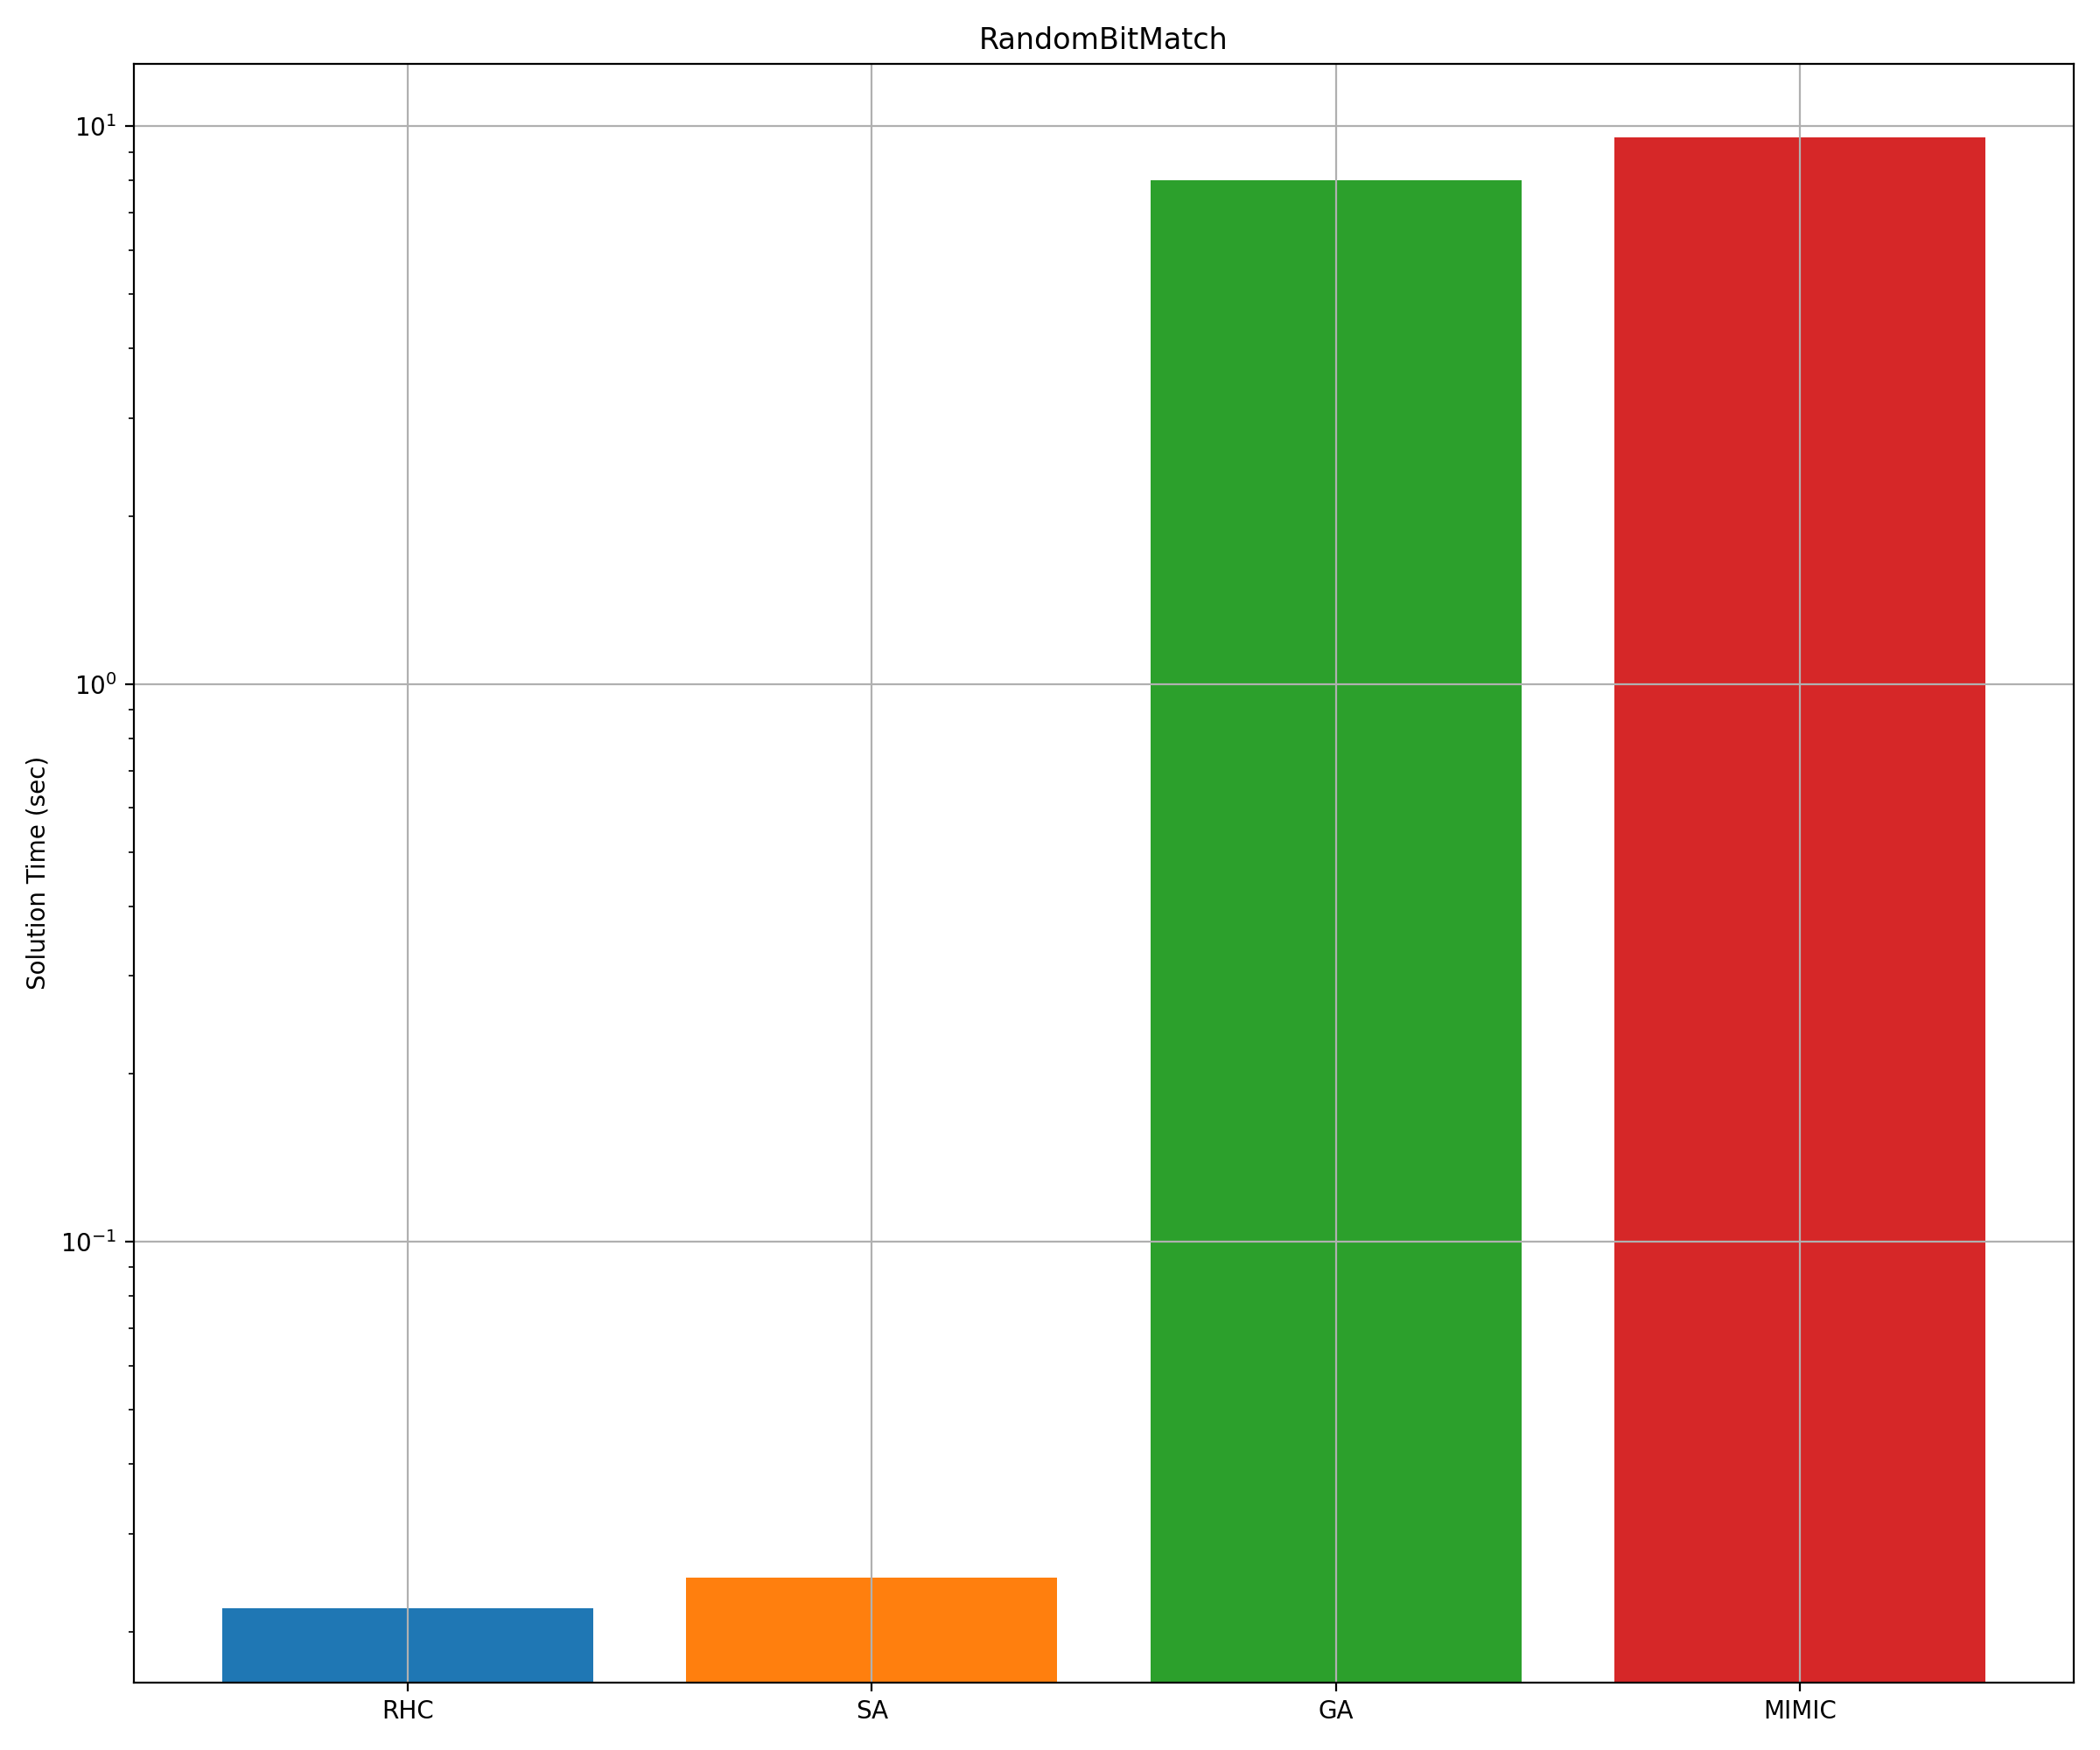 RandomBitMatch
Solution Time (sec)
10¹
10⁰
10⁻¹
RHC SA GA MIMIC